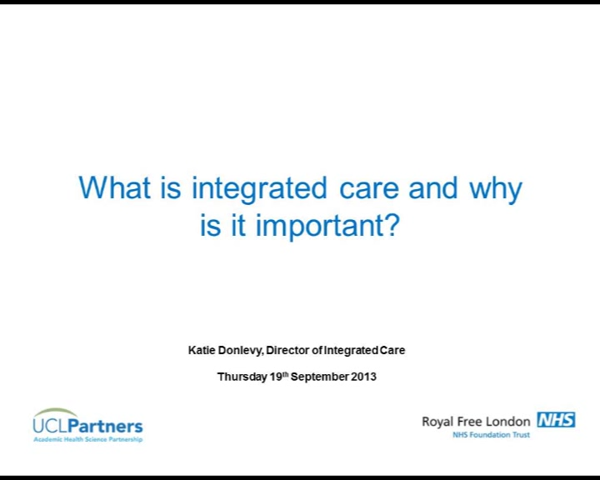 What is integrated care and why
is it important?
Katie Donlevy, Director of Integrated Care
Thursday 19th September 2013
UCLPartners
Academic Health Science Partnership
Royal Free London NHS
NHS Foundation Trust